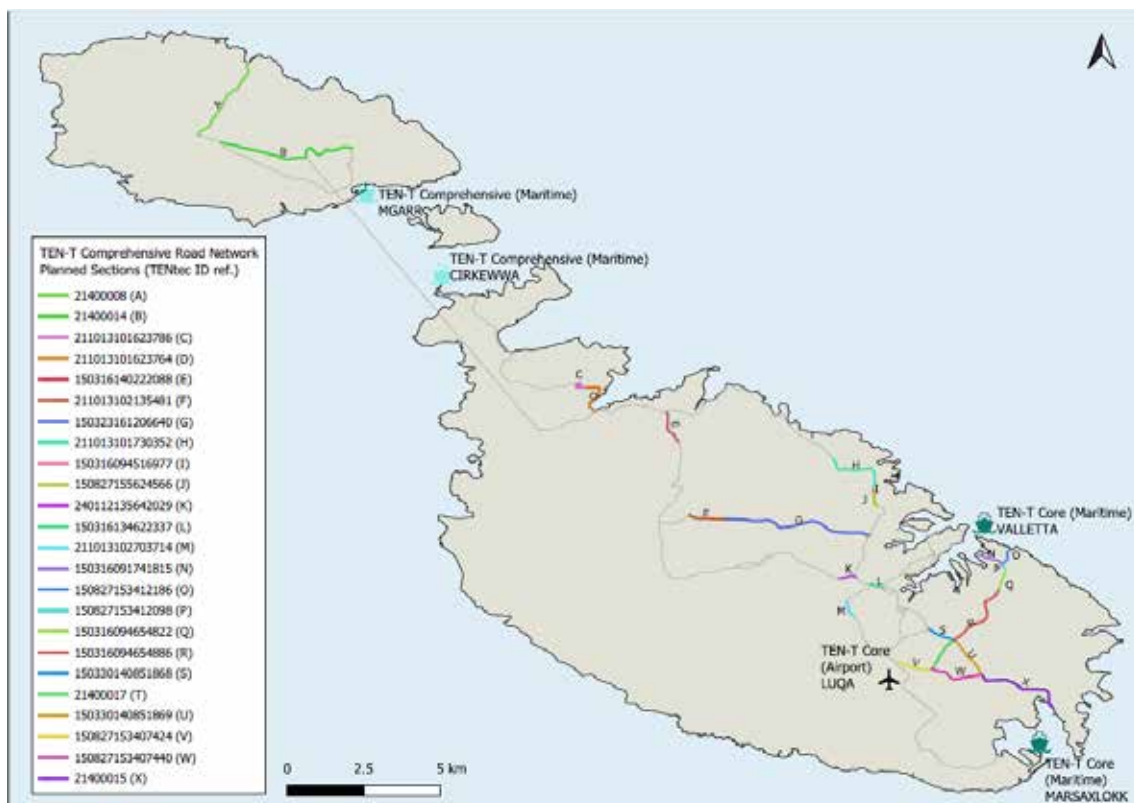 TEN-T Comprehensive (Maritime)
MGARR
TEN-T Comprehensive (Maritime)
CIRKEWWA
TEN-T Comprehensive Road Network
Planned Sections (TENtec ID ref.)
21400008 (A)
21400014 (B)
211013101623786 (C)
211013101623764 (D)
150316140222088 (E)
211013102135481 (F)
150323161206640 (G)
211013101730352 (H)
150316094516977 (I)
150827155624566 (J)
240112135642029 (K)
150316134622337 (L)
211013102703714 (M)
150316091741815 (N)
150827153412186 (O)
150827153412098 (P)
150316094654822 (Q)
150316094654886 (R)
150330140851868 (S)
21400017 (T)
150330140851869 (U)
150827153407424 (V)
150827153407440 (W)
21400015 (X)
B
C
H
J
K
L
M
N
O
Q
S
U
V
W
X
TEN-T Core (Maritime)
VALLETTA
TEN-T Core
(Airport)
LUQA
TEN-T Core
(Maritime)
MARSAXLOKK
0 2.5 5 km